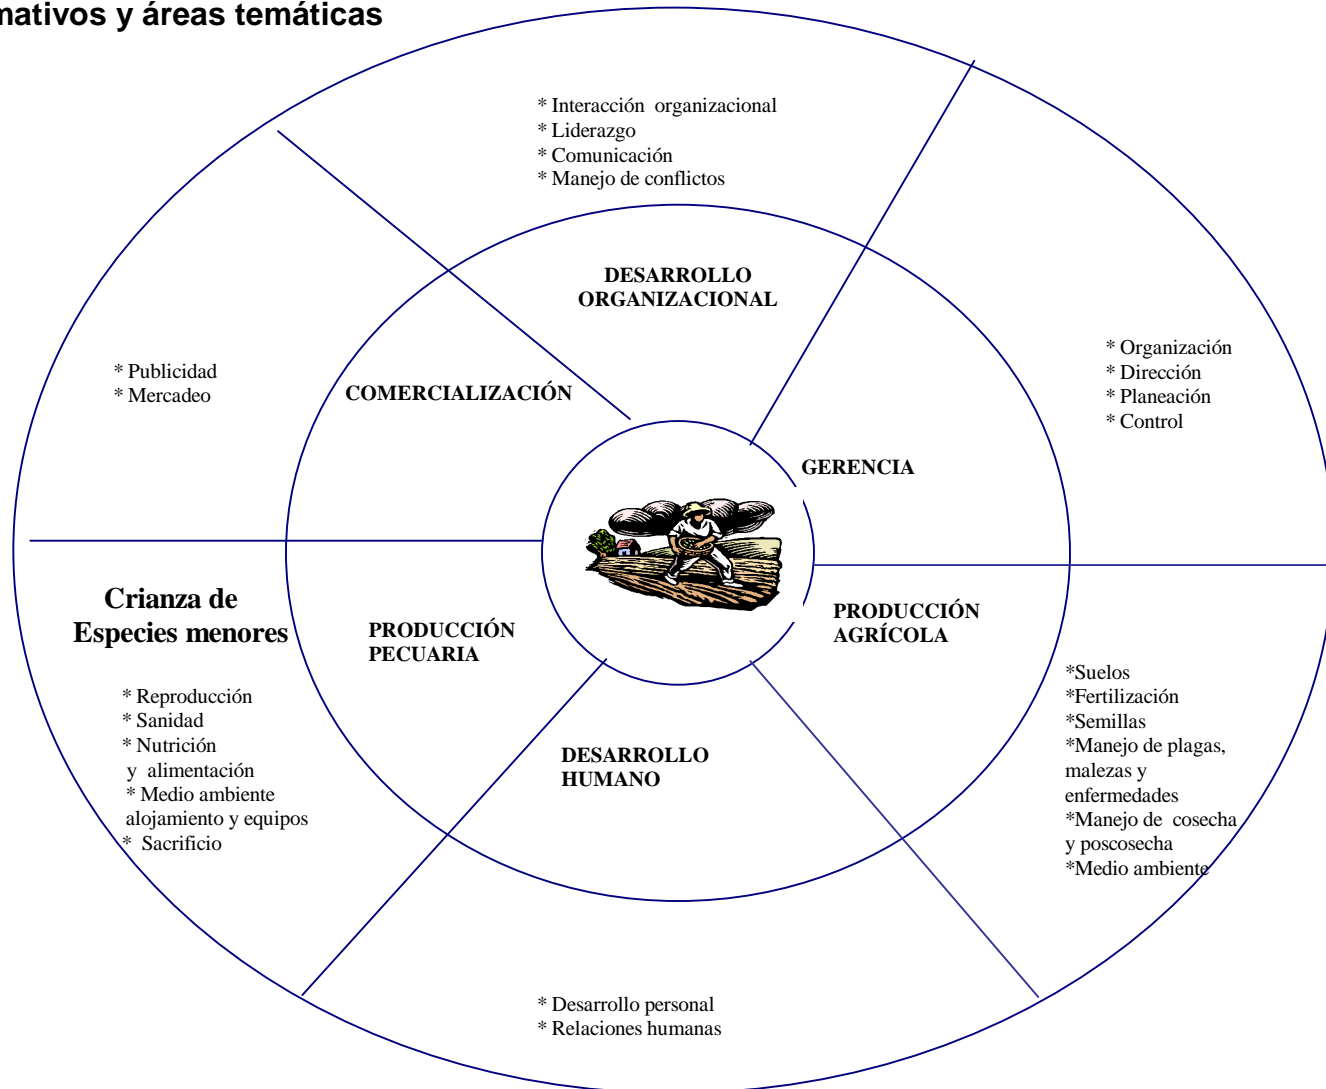 mativos y áreas temáticas
* Interacción organizacional
* Liderazgo
* Comunicación
* Manejo de conflictos
DESARROLLO
ORGANIZACIONAL
* Publicidad
* Mercadeo
COMERCIALIZACIÓN
* Organización
* Dirección
* Planeación
* Control
GERENCIA
Crianza de
Especies menores
* Reproducción
* Sanidad
* Nutrición
y alimentación
* Medio ambiente
alojamiento y equipos
* Sacrificio
PRODUCCIÓN
PECUARIA
PRODUCCIÓN
AGRÍCOLA
*Suelos
*Fertilización
*Semillas
*Manejo de plagas,
malezas y
enfermedades
*Manejo de cosecha
y poscosecha
*Medio ambiente
DESARROLLO
HUMANO
* Desarrollo personal
* Relaciones humanas